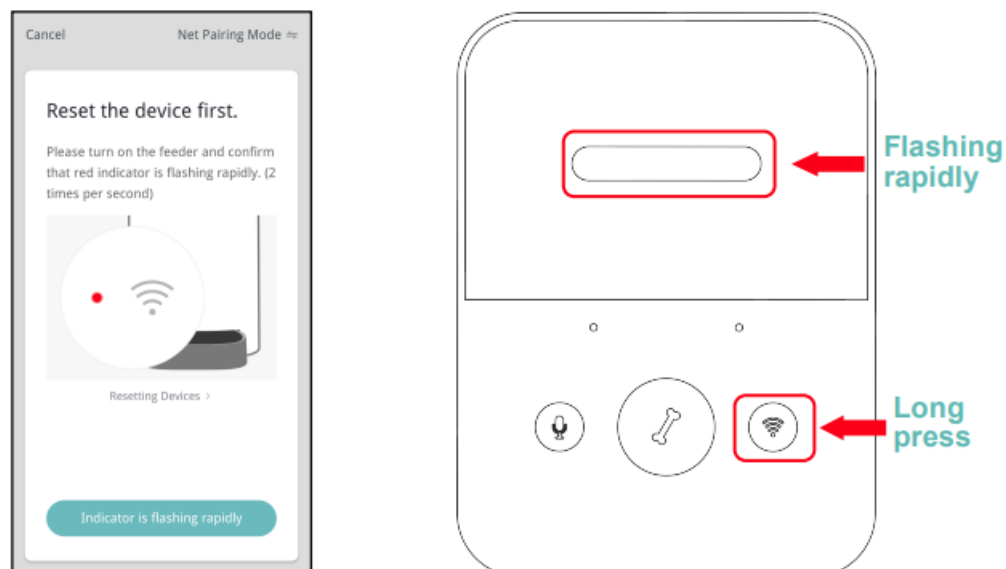 Cancel
Net Pairing Mode ⇋
Reset the device first.
Please turn on the feeder and confirm
that red indicator is flashing rapidly. (2
times per second)
Resetting Devices >
Indicator is flashing rapidly
Flashing
rapidly
Long
press